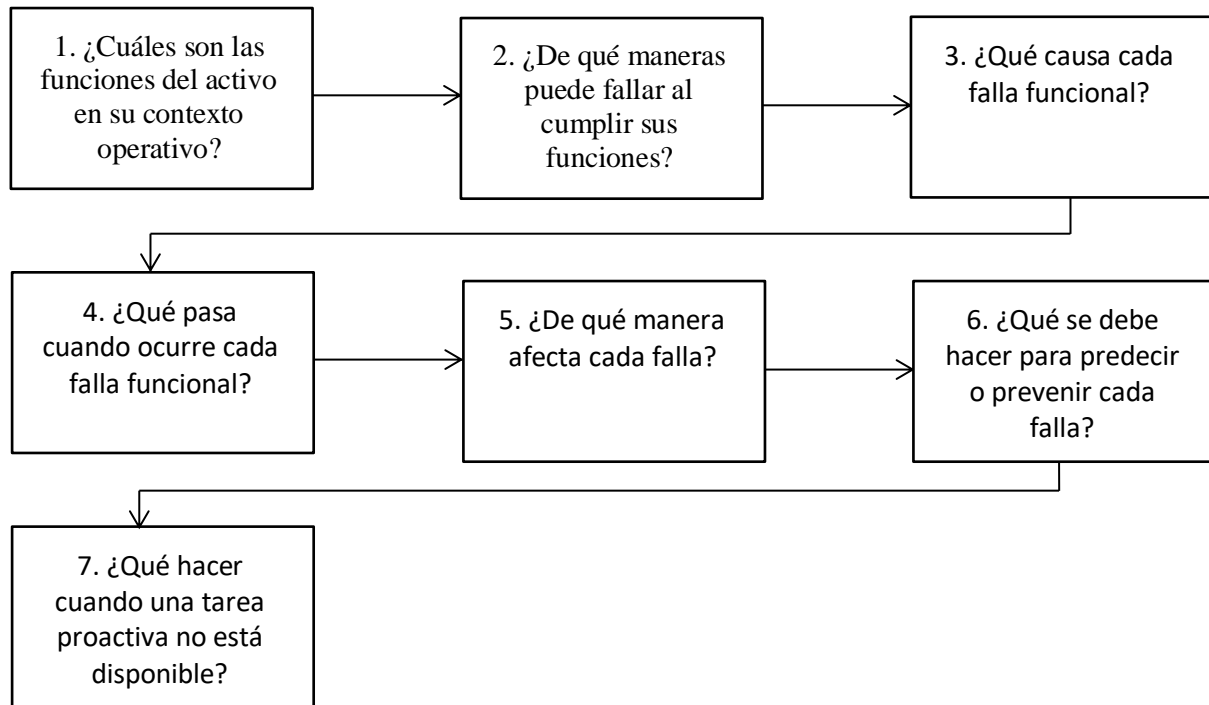 1. ¿Cuáles son las
funciones del activo
en su contexto
operativo?
2. ¿De qué maneras
puede fallar al
cumplir sus
funciones?
3. ¿Qué causa cada
falla funcional?
4. ¿Qué pasa
cuando ocurre cada
falla funcional?
5. ¿De qué manera
afecta cada falla?
6. ¿Qué se debe
hacer para predecir
o prevenir cada
falla?
7. ¿Qué hacer
cuando una tarea
proactiva no está
disponible?